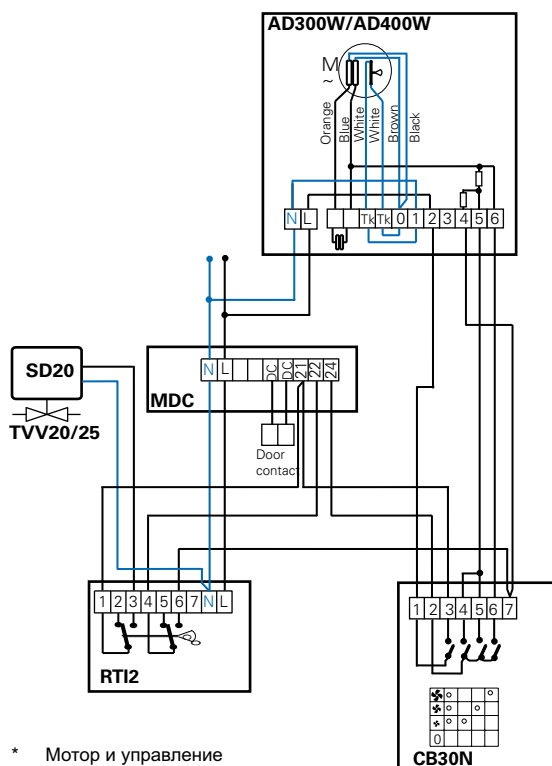 AD300W/AD400W
M
~
Orange
Blue
White
White
Brown
Black
N L Tk Tk 0 1 2 3 4 5 6
SD20
TVV20/25
N L DC DC 21 22 24
MDC
Door
contact
1 2 3 4 5 6 7 N L
RTI2
1 2 3 4 5 6 7
0
CB30N
* Мотор и управление